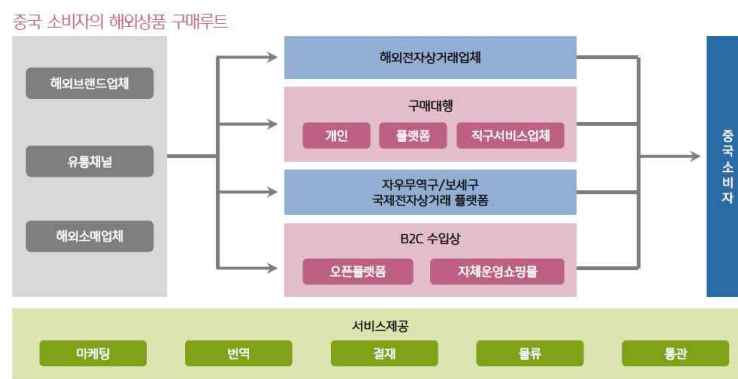 중국 소비자의 해외상품 구매루트
해외브랜드업체
유통채널
해외소매업체
해외전자상거래업체
구매대행
개인
플랫폼
직구서비스업체
자우무역구/보세구
국제전자상거래 플랫폼
B2C 수입상
오픈플랫폼
자체운영쇼핑몰
중국소비자
서비스제공
마케팅
번역
결재
물류
통관